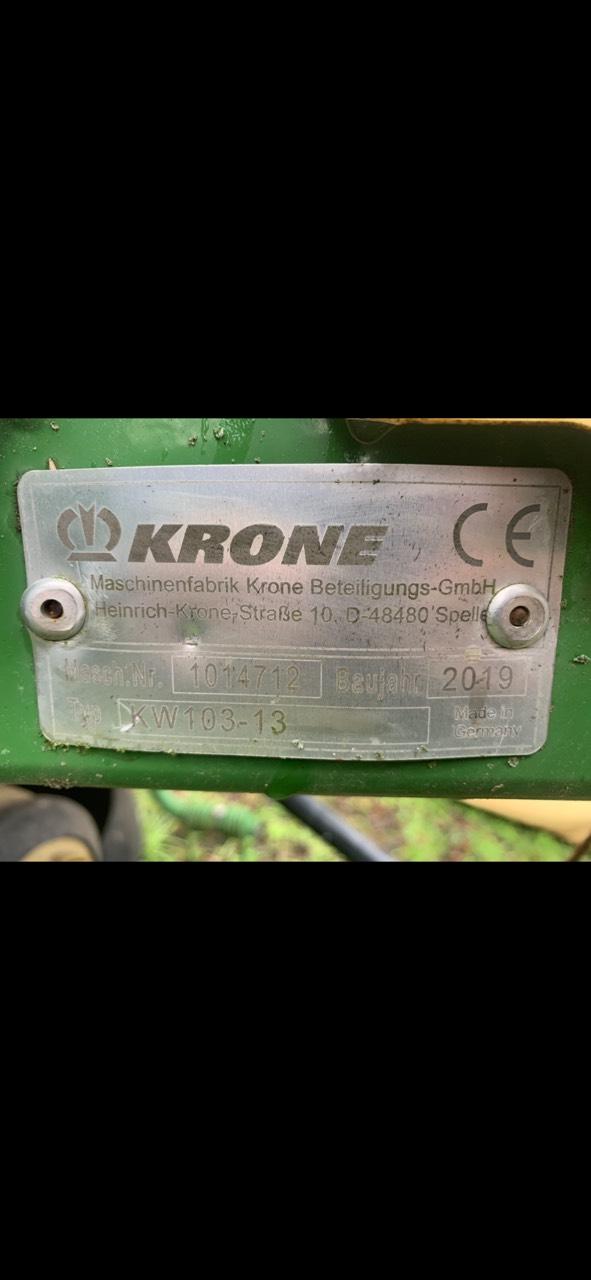 KRONE CE
Maschinenfabrik Krone Beteiligungs-GmbH
Heinrich-Krone-Straße 10, D-48480 Spelle
Masch.Nr. 1014712 Baujahr 2019
Typ KW103-13 Made in
Germany